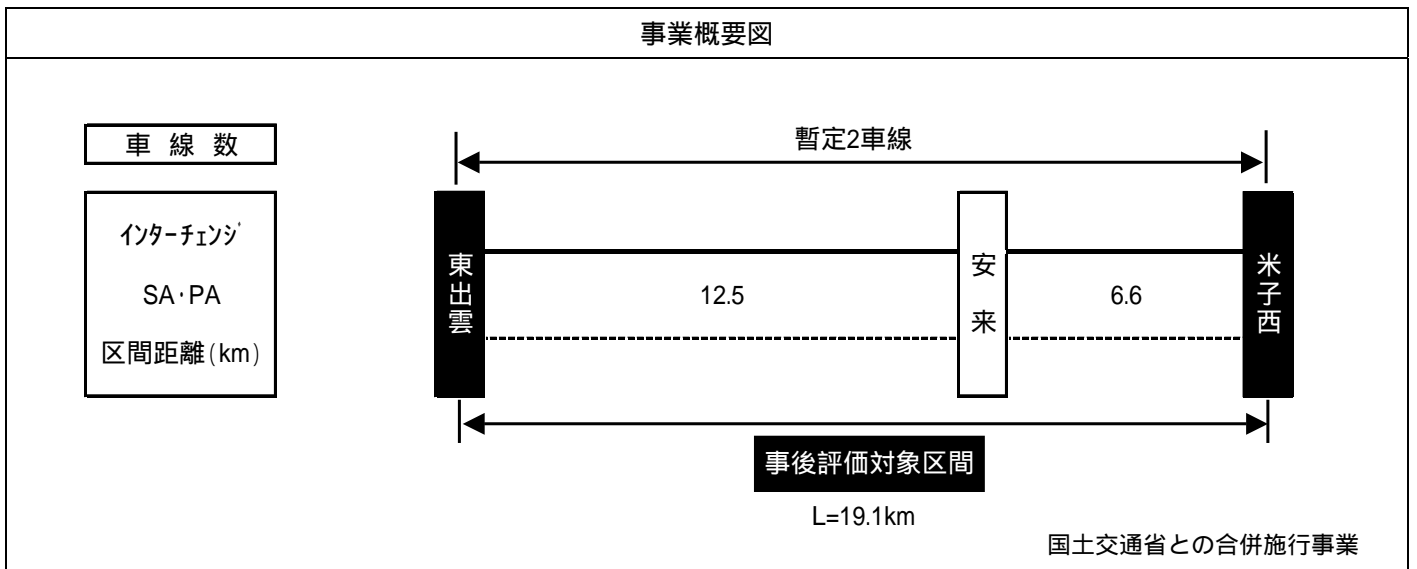 事業概要図
車線数
インターチェンジ
SA・PA
区間距離(km)
暫定2車線
東出雲
12.5
安来
6.6
米子西
事後評価対象区間
L=19.1km
国土交通省との合併施行事業